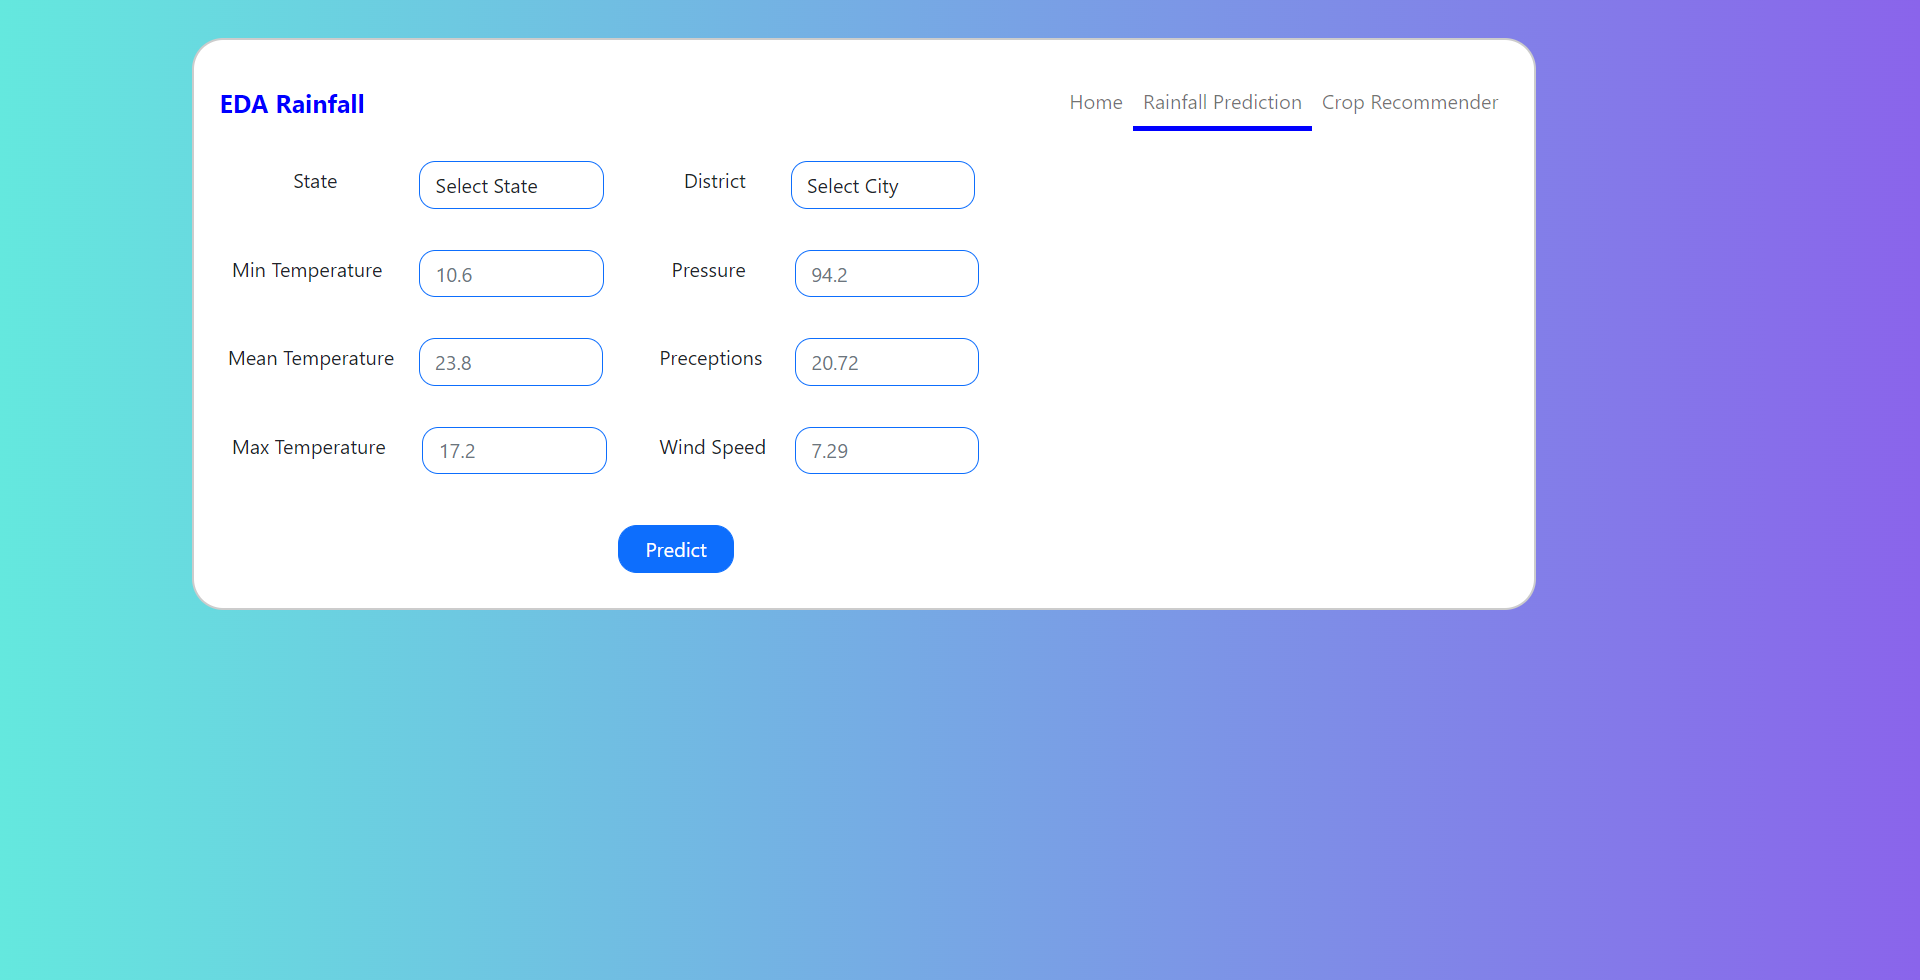 EDA Rainfall Home Rainfall Prediction Crop Recommender
State Select State District Select City
Min Temperature 10.6 Pressure 94.2
Mean Temperature 23.8 Preceptions 20.72
Max Temperature 17.2 Wind Speed 7.29
Predict